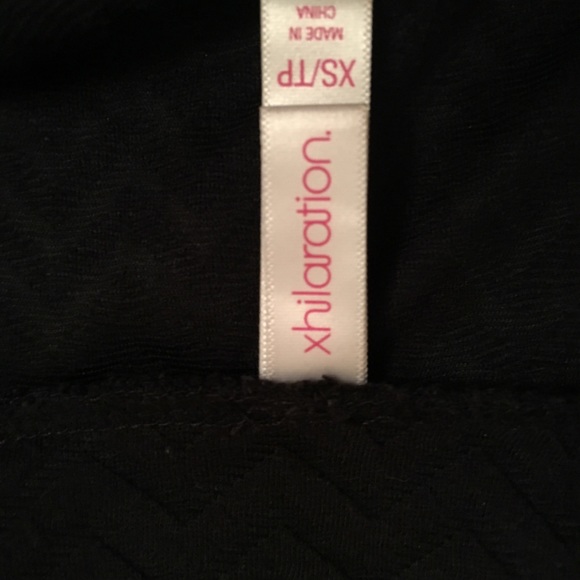 xhilaration.
XS/TP
MADE IN
CHINA